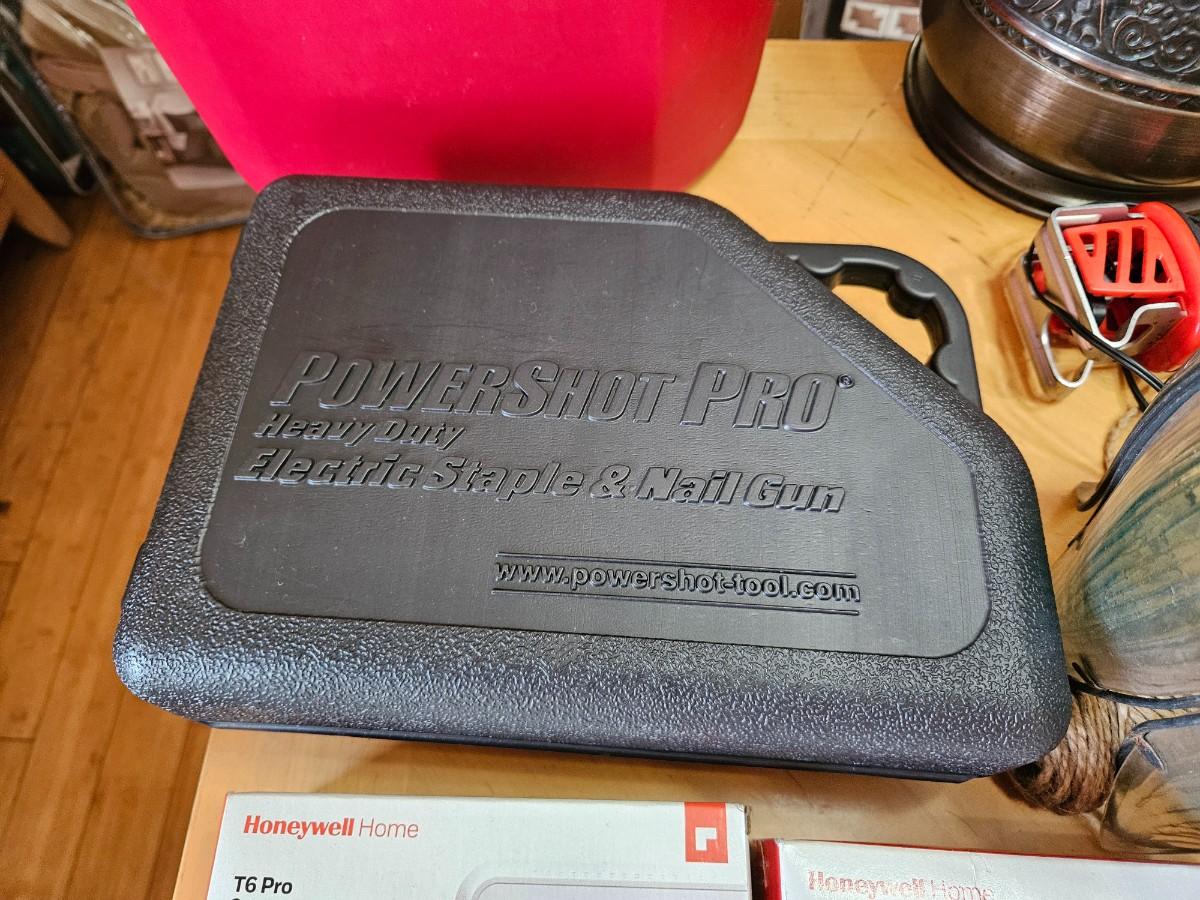 PowerShot Pro®
Heavy Duty
Electric Staple & Nail Gun
www.powershot-tool.com
Honeywell Home
T6 Pro
Honeywell Home